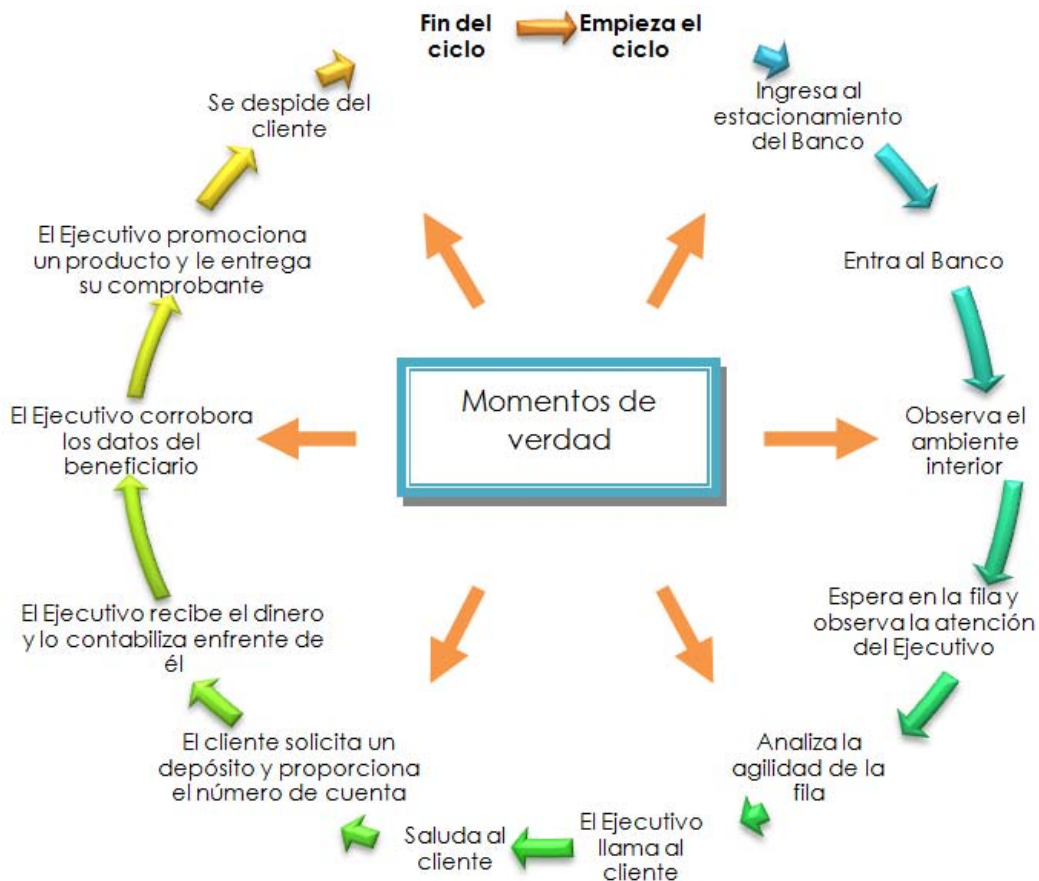 Fin del
ciclo
Empieza el
ciclo
Ingresa al
estacionamiento
del Banco
Entra al Banco
Observa el
ambiente
interior
Espera en la fila y
observa la atención
del Ejecutivo
Analiza la
agilidad de la
fila
El Ejecutivo
llama al
cliente
Saluda al
cliente
El cliente solicita un
depósito y proporciona
el número de cuenta
El Ejecutivo recibe el dinero
y lo contabiliza enfrente de
él
El Ejecutivo corrobora
los datos del
beneficiario
El Ejecutivo promociona
un producto y le entrega
su comprobante
Se despide del
cliente
Momentos de
verdad